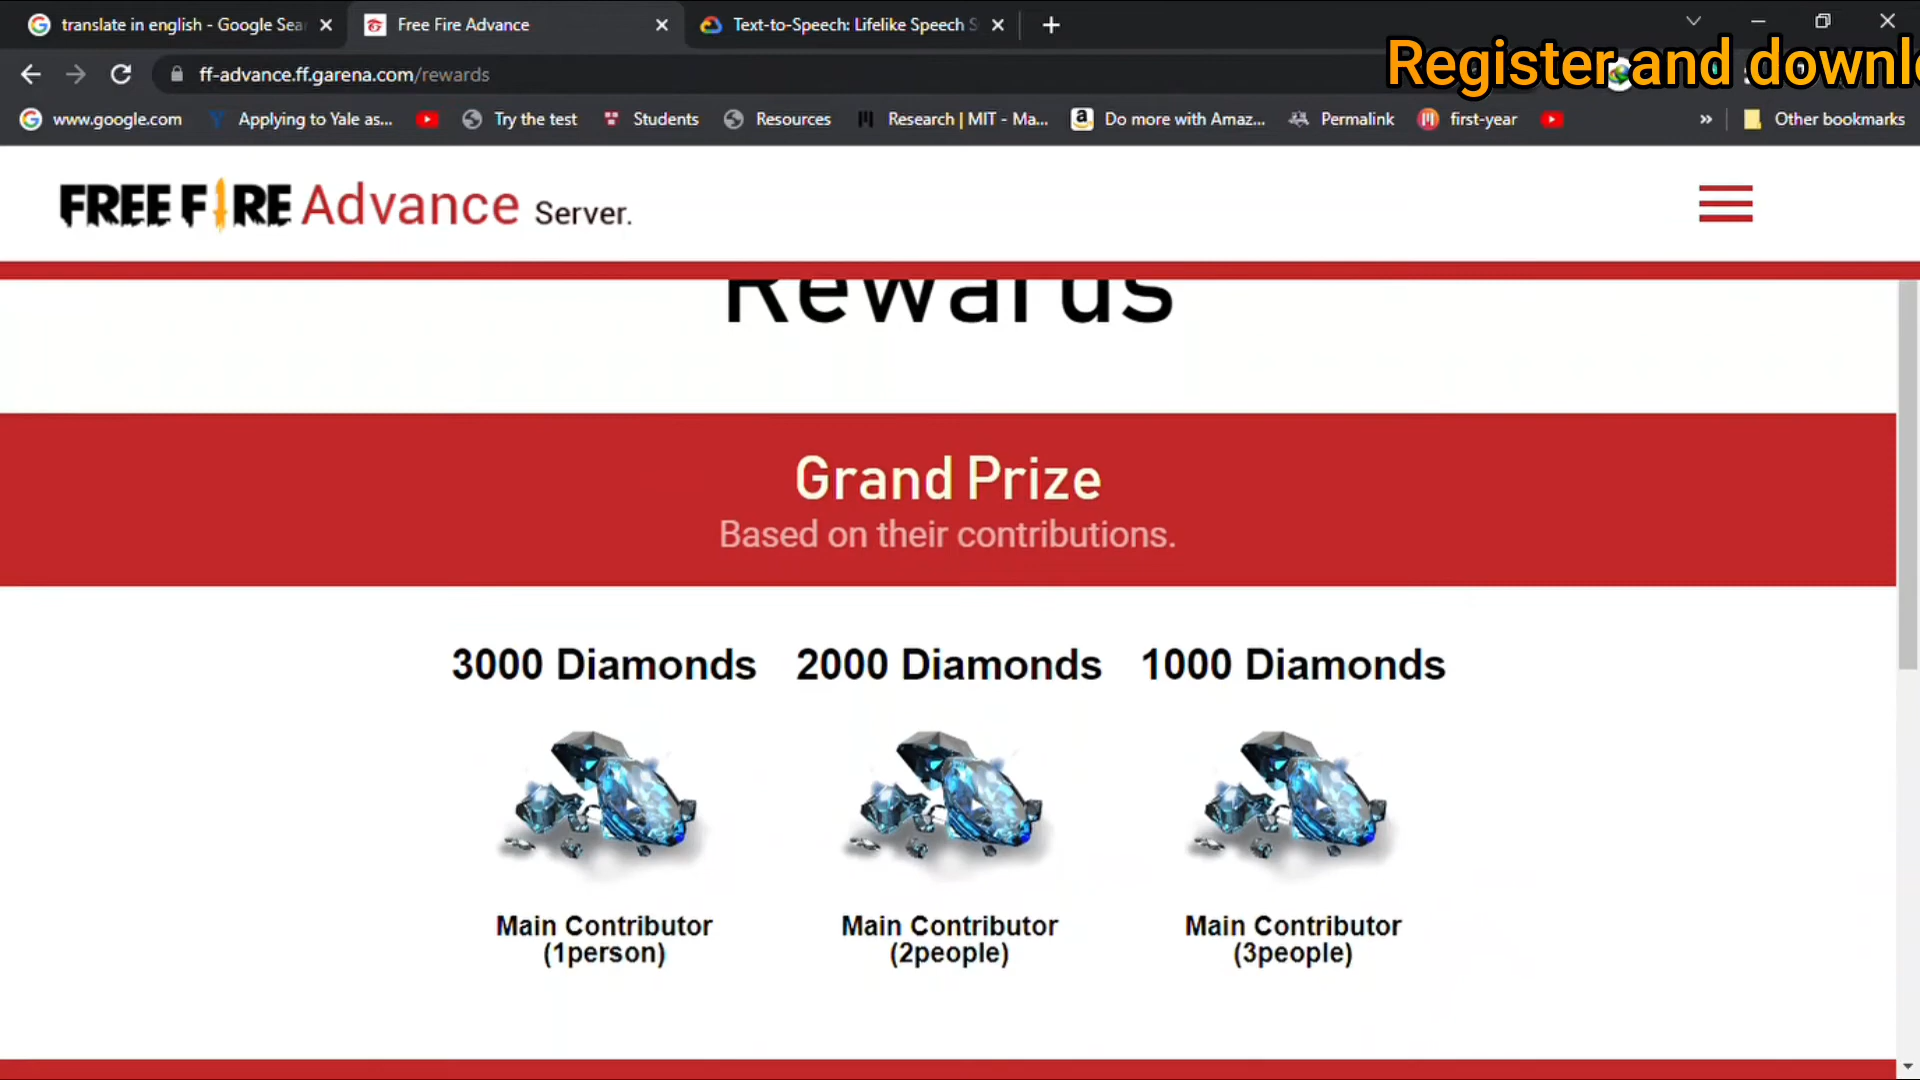 translate in english - Google Sea
Free Fire Advance
Text-to-Speech: Lifelike Speech S
ff-advance.ff.garena.com/rewards
Register and downl
www.google.com
Applying to Yale as...
Try the test
Students
Resources
Research | MIT - Ma...
Do more with Amaz...
Permalink
first-year
»
Other bookmarks
FREE FIRE Advance Server.
Rewards
Grand Prize
Based on their contributions.
3000 Diamonds
2000 Diamonds
1000 Diamonds
Main Contributor
(1person)
Main Contributor
(2people)
Main Contributor
(3people)